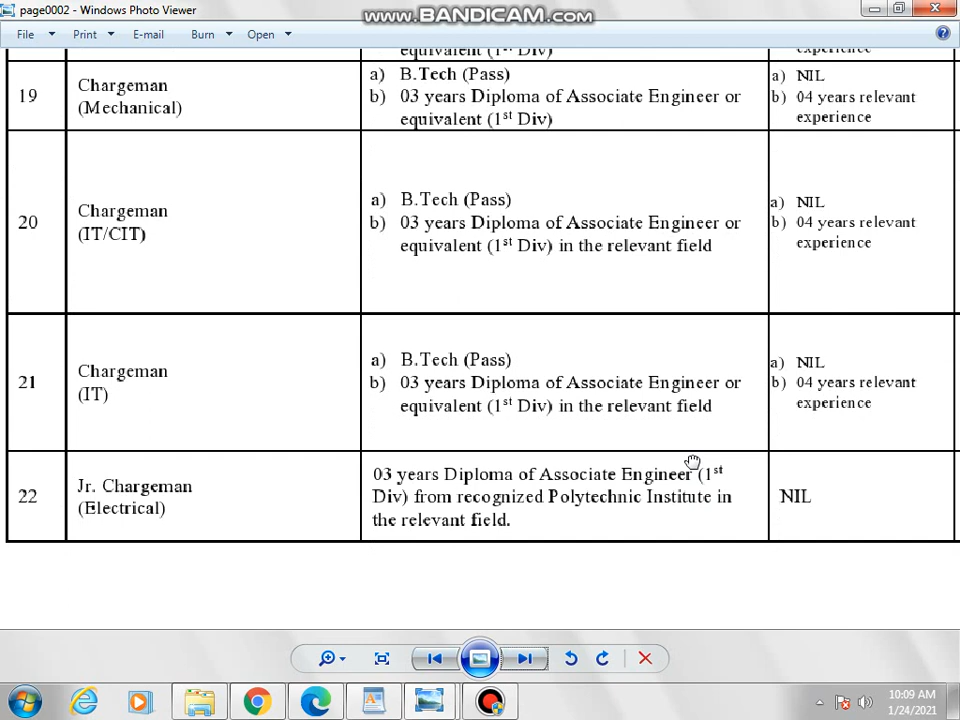 page0002 - Windows Photo Viewer
www.BANDICAM.com
File Print E-mail Burn Open
equivalent (1st Div)
experience
19
Chargeman
(Mechanical)
a) B.Tech (Pass)
b) 03 years Diploma of Associate Engineer or
equivalent (1st Div)
a) NIL
b) 04 years relevant
experience
20
Chargeman
(IT/CIT)
a) B.Tech (Pass)
b) 03 years Diploma of Associate Engineer or
equivalent (1st Div) in the relevant field
a) NIL
b) 04 years relevant
experience
21
Chargeman
(IT)
a) B.Tech (Pass)
b) 03 years Diploma of Associate Engineer or
equivalent (1st Div) in the relevant field
a) NIL
b) 04 years relevant
experience
22
Jr. Chargeman
(Electrical)
03 years Diploma of Associate Engineer (1st
Div) from recognized Polytechnic Institute in
the relevant field.
NIL
10:09 AM
1/24/2021